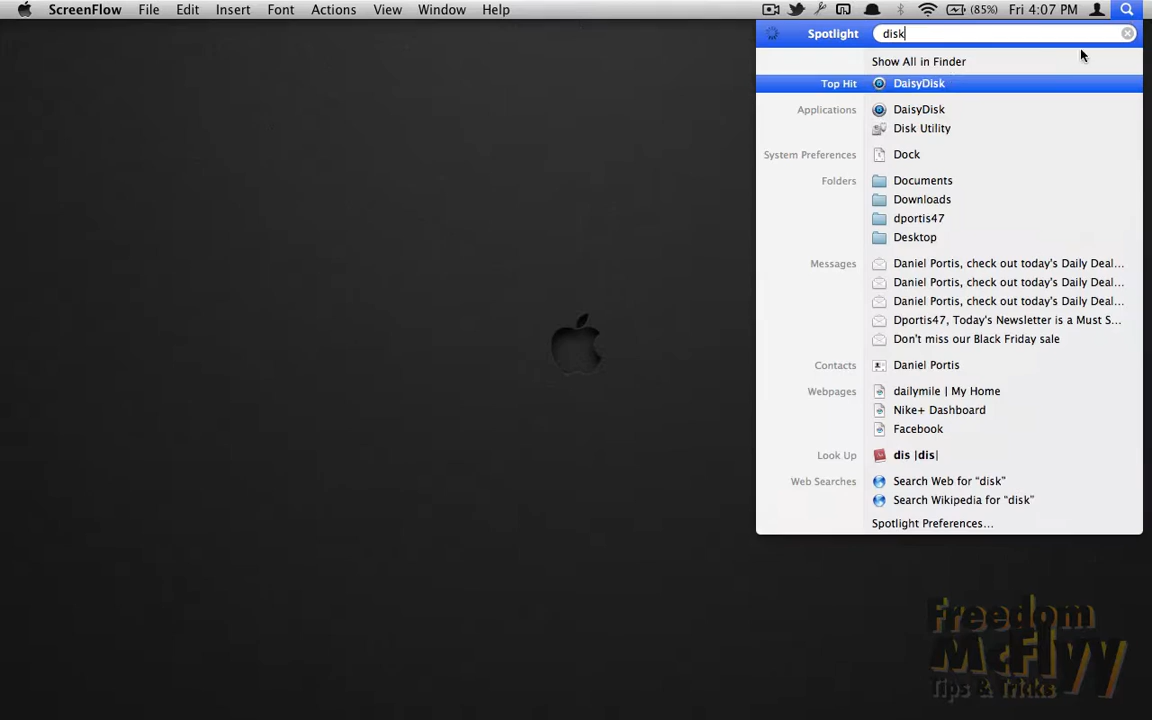 ScreenFlow File Edit Insert Font Actions View Window Help (85%) Fri 4:07 PM
Spotlight disk
Show All in Finder
Top Hit DaisyDisk
Applications DaisyDisk
Disk Utility
System Preferences Dock
Folders Documents
Downloads
dportis47
Desktop
Messages Daniel Portis, check out today's Daily Deal...
Daniel Portis, check out today's Daily Deal...
Daniel Portis, check out today's Daily Deal...
Dportis47, Today's Newsletter is a Must S...
Don't miss our Black Friday sale
Contacts Daniel Portis
Webpages dailymile | My Home
Nike+ Dashboard
Facebook
Look Up dis |dis|
Web Searches Search Web for “disk”
Search Wikipedia for “disk”
Spotlight Preferences...
Freedom
McFlyy
Tips & Tricks